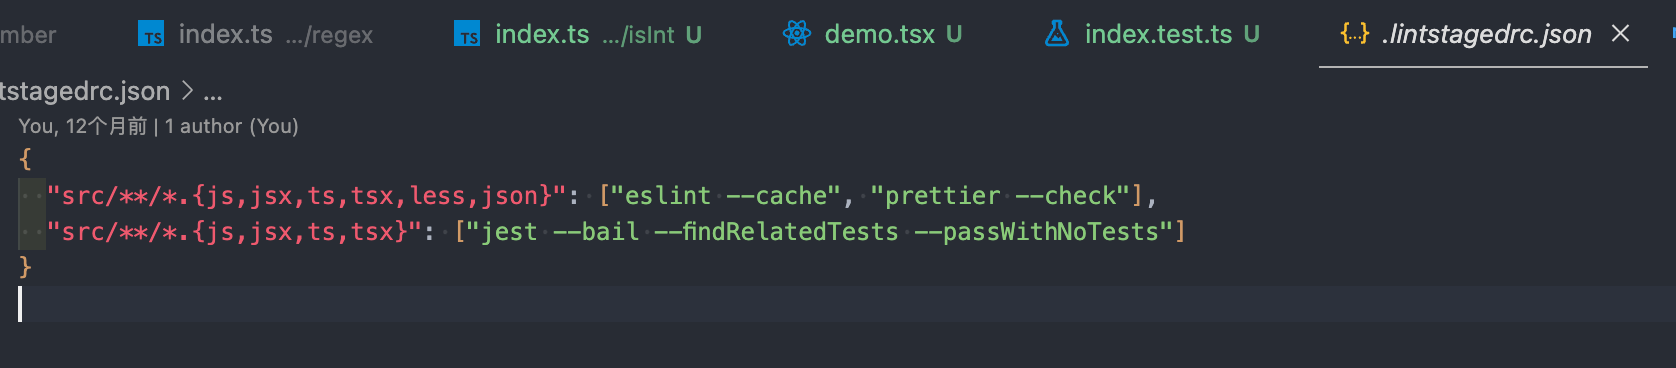 mber TS index.ts .../regex TS index.ts .../isInt U demo.tsx U index.test.ts U {..} .lintstagedrc.json
tstagedrc.json > ...
You, 12个月前 | 1 author (You)
{
"src/**/*.{js,jsx,ts,tsx,less,json}": ["eslint --cache", "prettier --check"],
"src/**/*.{js,jsx,ts,tsx}": ["jest --bail --findRelatedTests --passWithNoTests"]
}